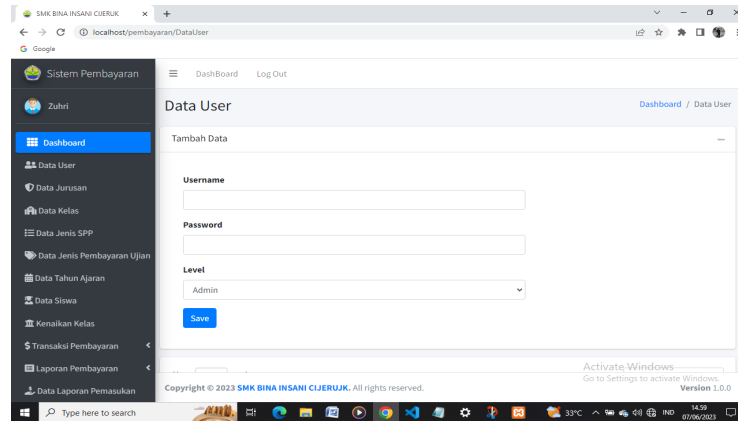 SMK BINA INSANI CIJERUK
localhost/pembayaran/DataUser
Google
Sistem Pembayaran
DashBoard Log Out
Zuhri
Data User
Dashboard / Data User
Dashboard
Tambah Data
Data User
Data Jurusan
Data Kelas
Data Jenis SPP
Data Jenis Pembayaran Ujian
Data Tahun Ajaran
Data Siswa
Kenaikan Kelas
Transaksi Pembayaran
Laporan Pembayaran
Data Laporan Pemasukan
Username
Password
Level
Admin
Save
Activate Windows
Go to Settings to activate Windows.
Copyright © 2023 SMK BINA INSANI CIJERUJK. All rights reserved.
Version 1.0.0
Type here to search
33°C
IND
14.59
07/06/2023